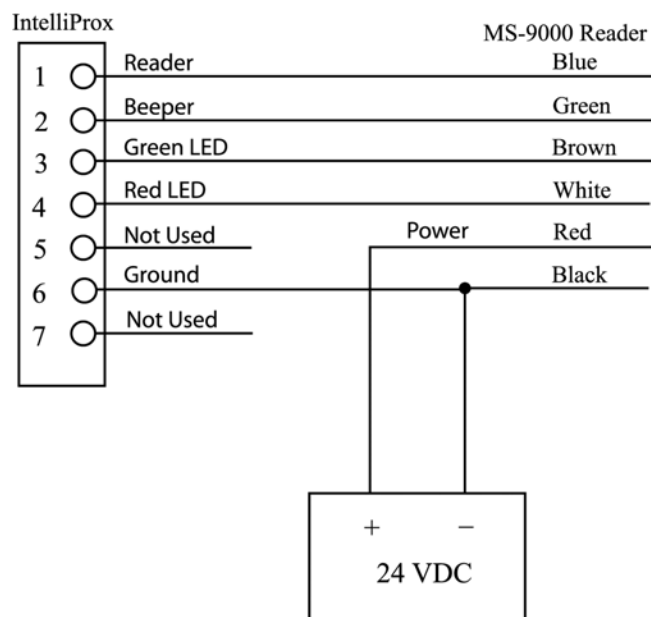 IntelliProx
MS-9000 Reader
1 Reader Blue
2 Beeper Green
3 Green LED Brown
4 Red LED White
5 Not Used Power Red
6 Ground Black
7 Not Used
+ −
24 VDC